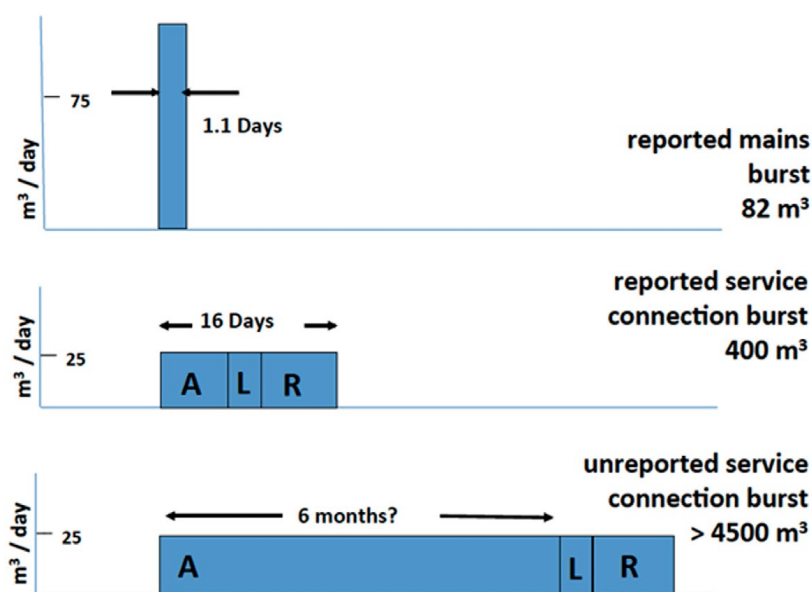 m³ / day
75
1.1 Days
reported mains
burst
82 m³
m³ / day
25
16 Days
A L R
reported service
connection burst
400 m³
m³ / day
25
6 months?
A L R
unreported service
connection burst
> 4500 m³